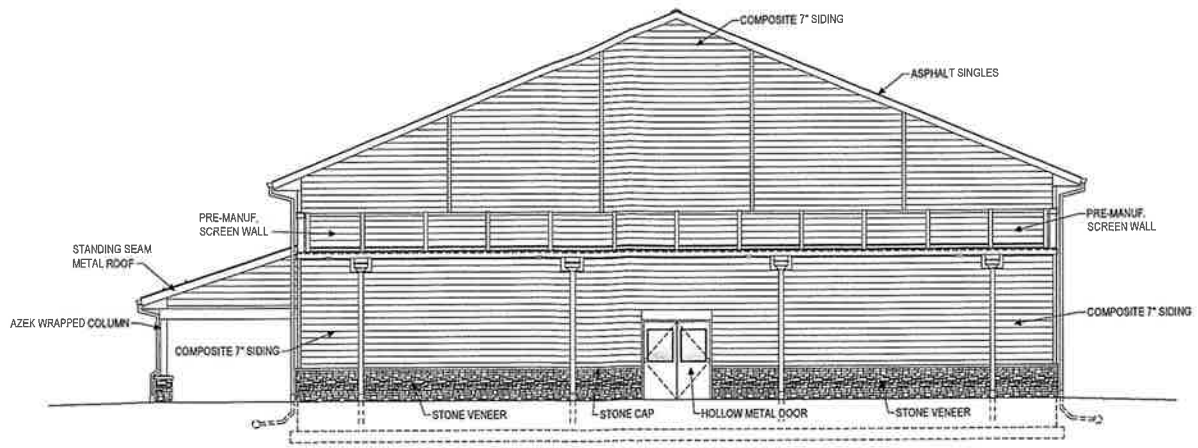 COMPOSITE 7" SIDING
ASPHALT SINGLES
PRE-MANUF.
SCREEN WALL
PRE-MANUF.
SCREEN WALL
STANDING SEAM
METAL ROOF
AZEK WRAPPED COLUMN
COMPOSITE 7" SIDING
COMPOSITE 7" SIDING
STONE VENEER
STONE CAP
HOLLOW METAL DOOR
STONE VENEER